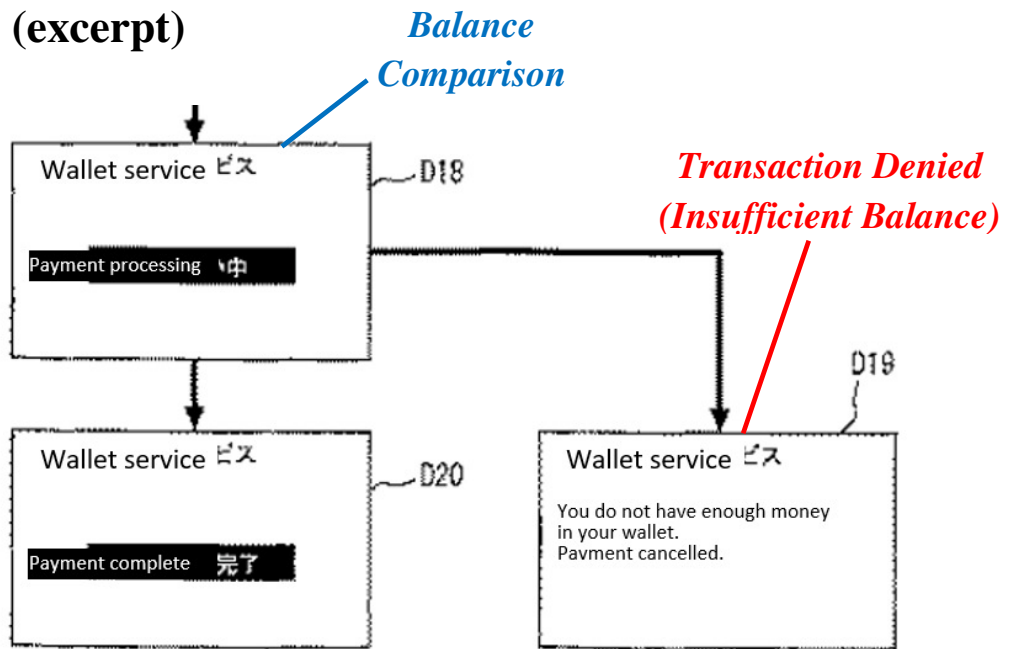 (excerpt)
Balance
Comparison
Wallet service ビス
D18
Payment processing 中
Transaction Denied
(Insufficient Balance)
D19
Wallet service ビス
D20
Payment complete 完了
Wallet service ビス
You do not have enough money
in your wallet.
Payment cancelled.